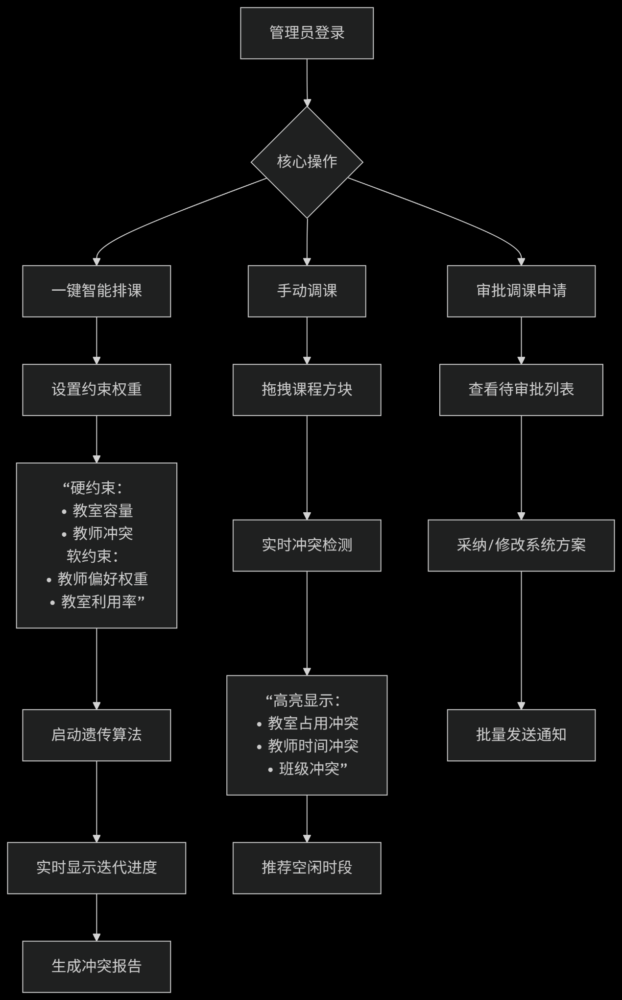 管理员登录
核心操作
一键智能排课
手动调课
审批调课申请
设置约束权重
拖拽课程方块
查看待审批列表
“硬约束：
• 教室容量
• 教师冲突
软约束：
• 教师偏好权重
• 教室利用率”
实时冲突检测
采纳/修改系统方案
“高亮显示：
• 教室占用冲突
• 教师时间冲突
• 班级冲突”
启动遗传算法
批量发送通知
实时显示迭代进度
推荐空闲时段
生成冲突报告